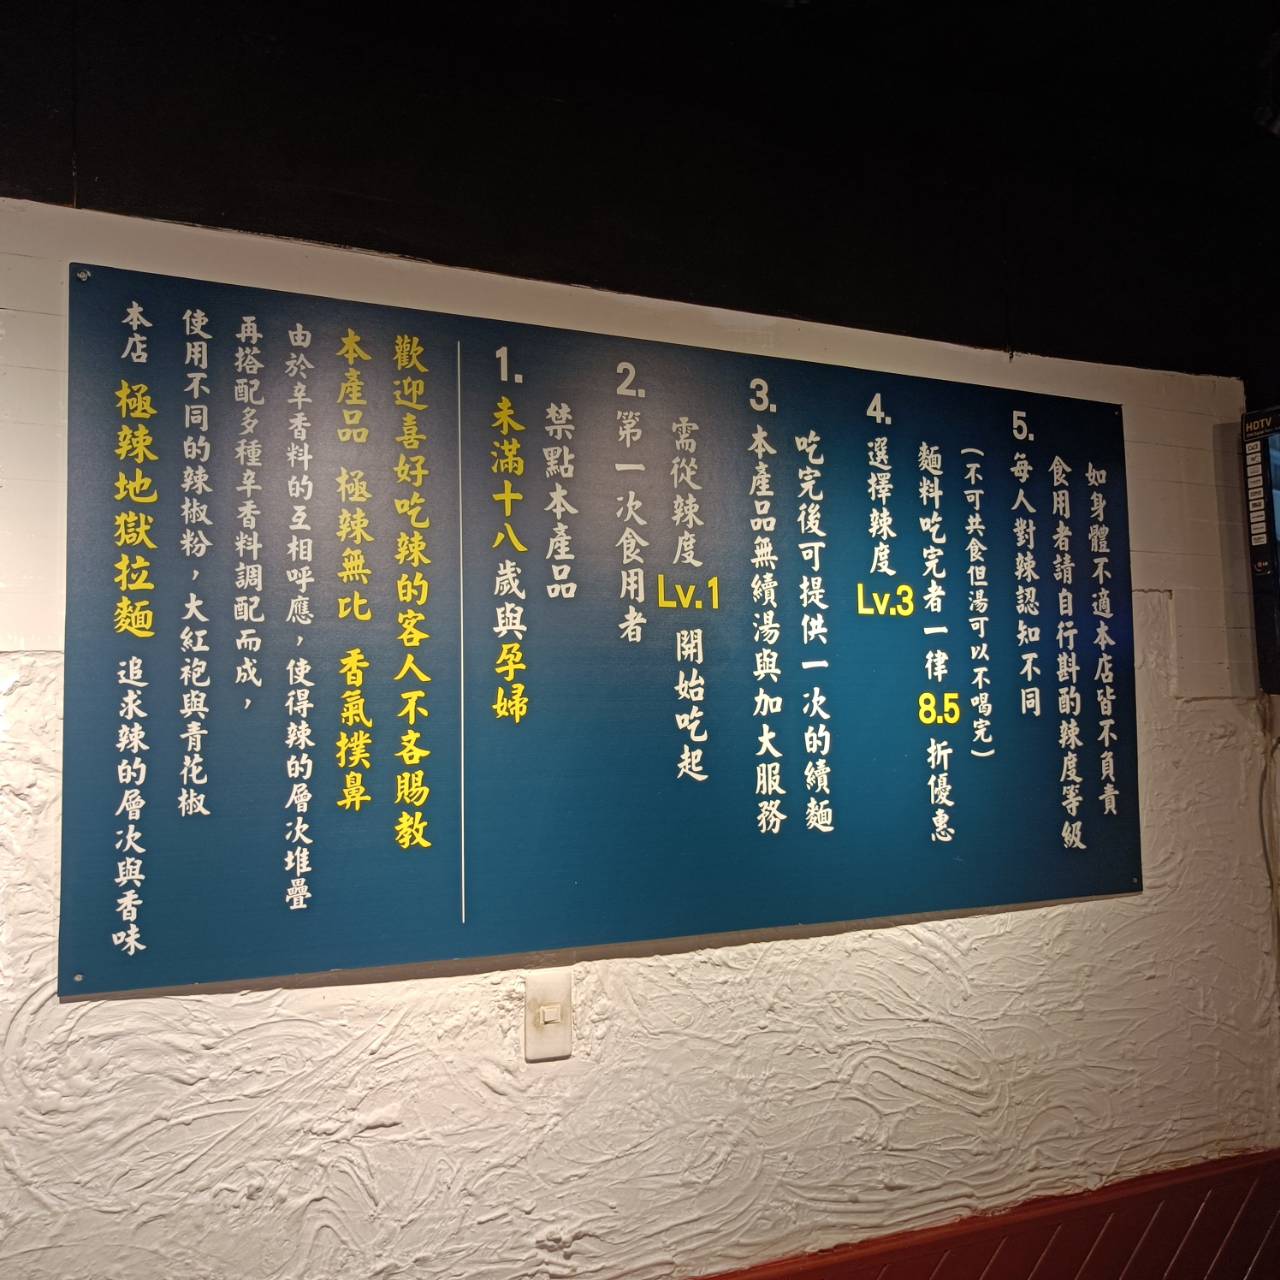 本店 極辣地獄拉麵 追求辣的層次與香味
使用不同的辣椒粉，大紅袍與青花椒
再搭配多種辛香料調配而成，
由於辛香料的互相呼應，使得辣的層次堆疊
本產品 極辣無比 香氣撲鼻
歡迎喜好吃辣的客人不吝賜教
1. 未滿十八歲與孕婦
禁點本產品
2. 第一次食用者
需從辣度 Lv.1 開始吃起
3. 本產品無續湯與加大服務
吃完後可提供一次的續麵
4. 選擇辣度 Lv.3
麵料吃完者一律 8.5 折優惠
(不可共食但湯可以不喝完)
5. 每人對辣認知不同
食用者請自行斟酌辣度等級
如身體不適本店皆不負責
HDTV